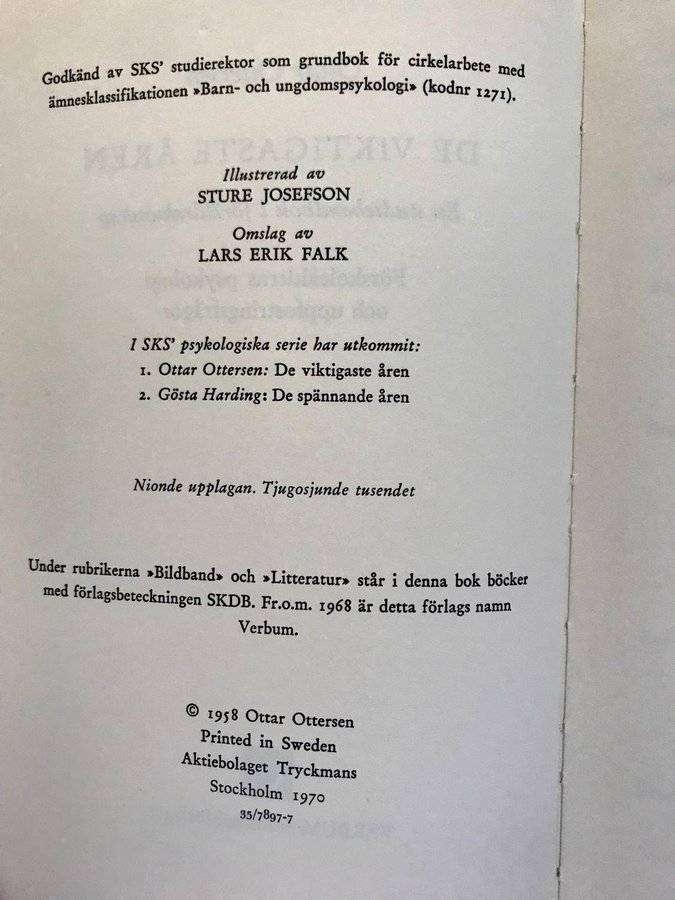 Godkänd av SKS’ studierektor som grundbok för cirkelarbete med
ämnesklassifikationen »Barn- och ungdomspsykologi» (kodnr 1271).
Illustrerad av
STURE JOSEFSON
Omslag av
LARS ERIK FALK
I SKS’ psykologiska serie har utkommit:
1. Ottar Ottersen: De viktigaste åren
2. Gösta Harding: De spännande åren
Nionde upplagan. Tjugosjunde tusendet
Under rubrikerna »Bildband» och »Litteratur» står i denna bok böcker
med förlagsbeteckningen SKDB. Fr.o.m. 1968 är detta förlags namn
Verbum.
© 1958 Ottar Ottersen
Printed in Sweden
Aktiebolaget Tryckmans
Stockholm 1970
35/7897-7